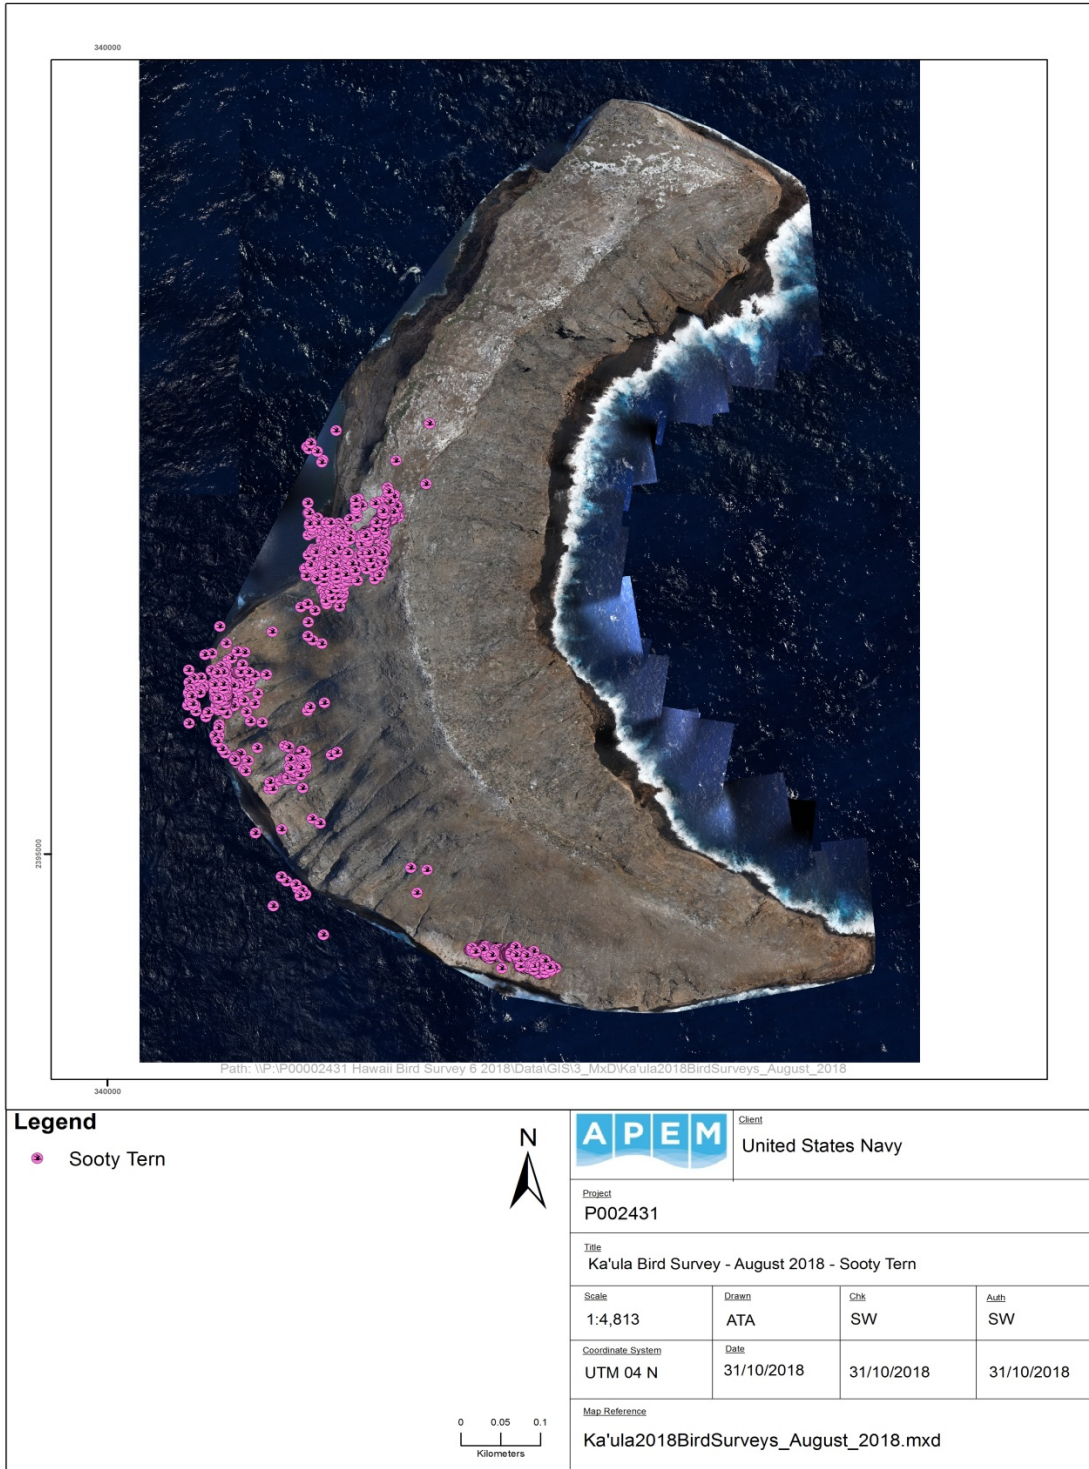 340000
2395000
Path: \\P:\P00002431 Hawaii Bird Survey 6 2018\Data\GIS\3_MxD\Ka'ula2018BirdSurveys_August_2018
340000
Legend
Sooty Tern
N
0 0.05 0.1
Kilometers
APEM
Client
United States Navy
Project
P002431
Title
Ka'ula Bird Survey - August 2018 - Sooty Tern
Scale Drawn Chk Auth
1:4,813 ATA SW SW
Coordinate System Date
UTM 04 N 31/10/2018 31/10/2018 31/10/2018
Map Reference
Ka'ula2018BirdSurveys_August_2018.mxd